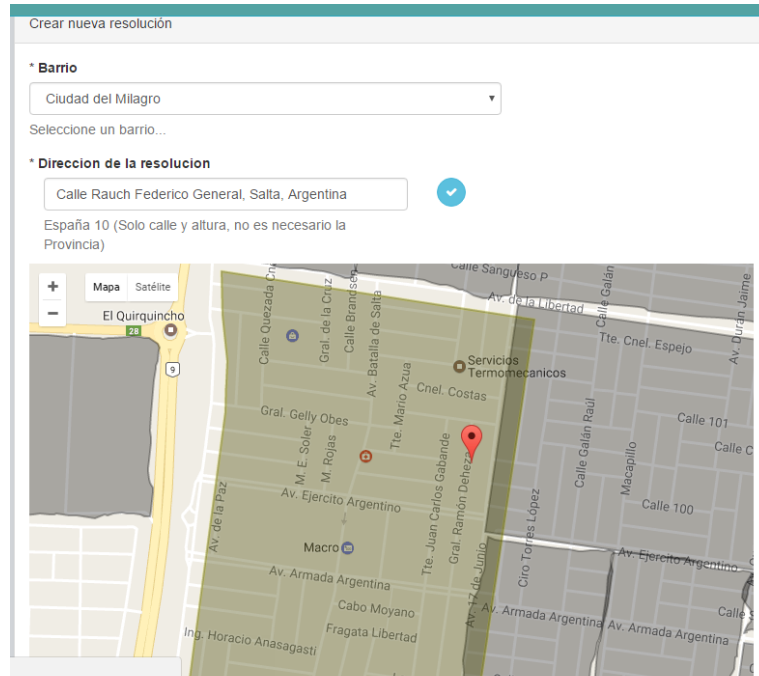 Crear nueva resolución
* Barrio
Ciudad del Milagro
Seleccione un barrio...
* Direccion de la resolucion
Calle Rauch Federico General, Salta, Argentina
España 10 (Solo calle y altura, no es necesario la
Provincia)
+
−
Mapa Satélite
El Quirquincho
28
9
Calle Quezada Cn
Gral. de la Cruz
Calle Brandsen
Av. Batalla de Salta
Calle Sangueso P
Av. de la Libertad
Calle Galán
Av. Durán Jaime
Tte. Cnel. Espejo
Servicios
Termomecanicos
Cnel. Costas
Tte. Mario Azua
Gral. Gelly Obes
M. E. Soler
M. Rojas
Calle Galán Raúl
Calle 101
Calle C
Macapillo
Calle 100
Av. de la Paz
Av. Ejercito Argentino
Tte. Juan Carlos Gabande
Gral. Ramón Deheza
Ciro Torres López
Macro
Av. Ejercito Argentino
Av. Armada Argentina
Av. 17 de Junio
Cabo Moyano
Fragata Libertad
Ing. Horacio Anasagasti
Av. Armada Argentina
Av. Armada Argentina
Calle